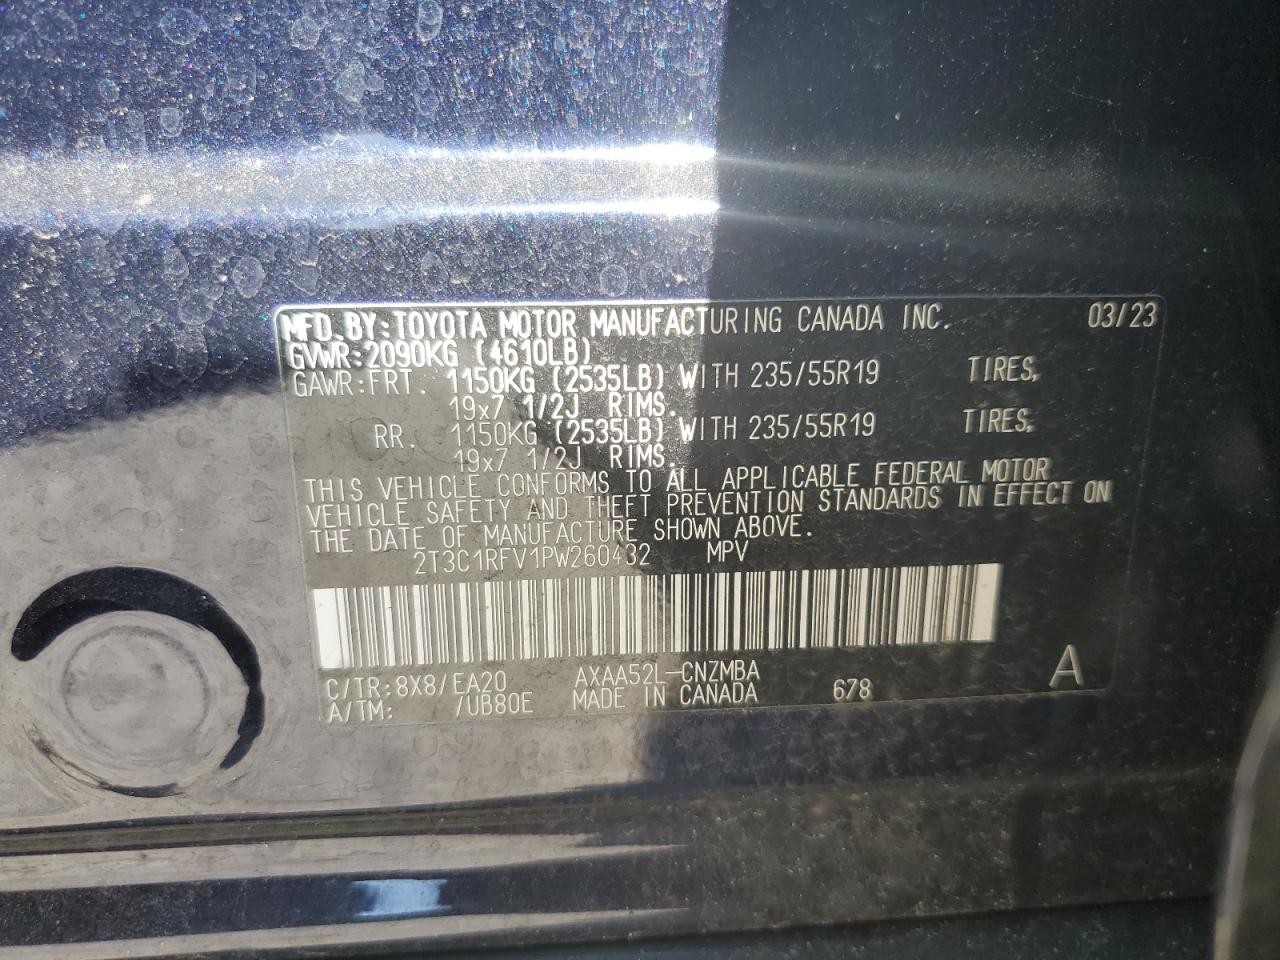 MFD.BY:TOYOTA MOTOR MANUFACTURING CANADA INC. 03/23
GVWR:2090KG (4610LB)
GAWR:FRT. 1150KG (2535LB) WITH 235/55R19 TIRES,
19x7 1/2J RIMS.
RR. 1150KG (2535LB) WITH 235/55R19 TIRES,
19x7 1/2J RIMS.
THIS VEHICLE CONFORMS TO ALL APPLICABLE FEDERAL MOTOR
VEHICLE SAFETY AND THEFT PREVENTION STANDARDS IN EFFECT ON
THE DATE OF MANUFACTURE SHOWN ABOVE.
2T3C1RFV1PW260432 MPV
C/TR:8X8/EA20 AXAA52L-CNZMBA A
A/TM: /UB80E MADE IN CANADA 678